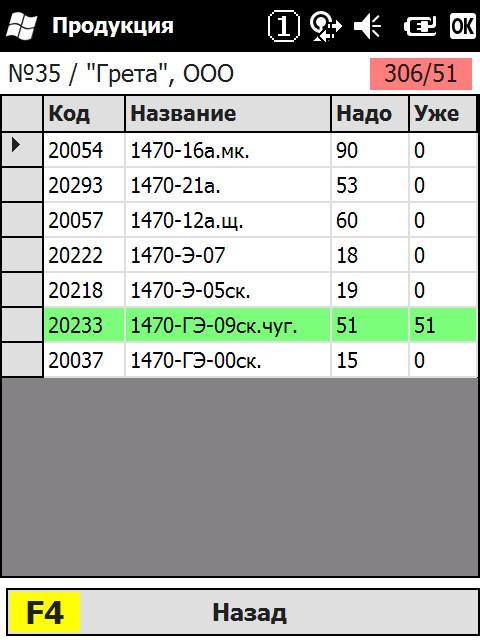 Продукция 1 OK
№35 / "Грета", ООО 306/51
Код Название Надо Уже
20054 1470-16а.мк. 90 0
20293 1470-21а. 53 0
20057 1470-12а.щ. 60 0
20222 1470-Э-07 18 0
20218 1470-Э-05ск. 19 0
20233 1470-ГЭ-09ск.чуг. 51 51
20037 1470-ГЭ-00ск. 15 0
F4 Назад